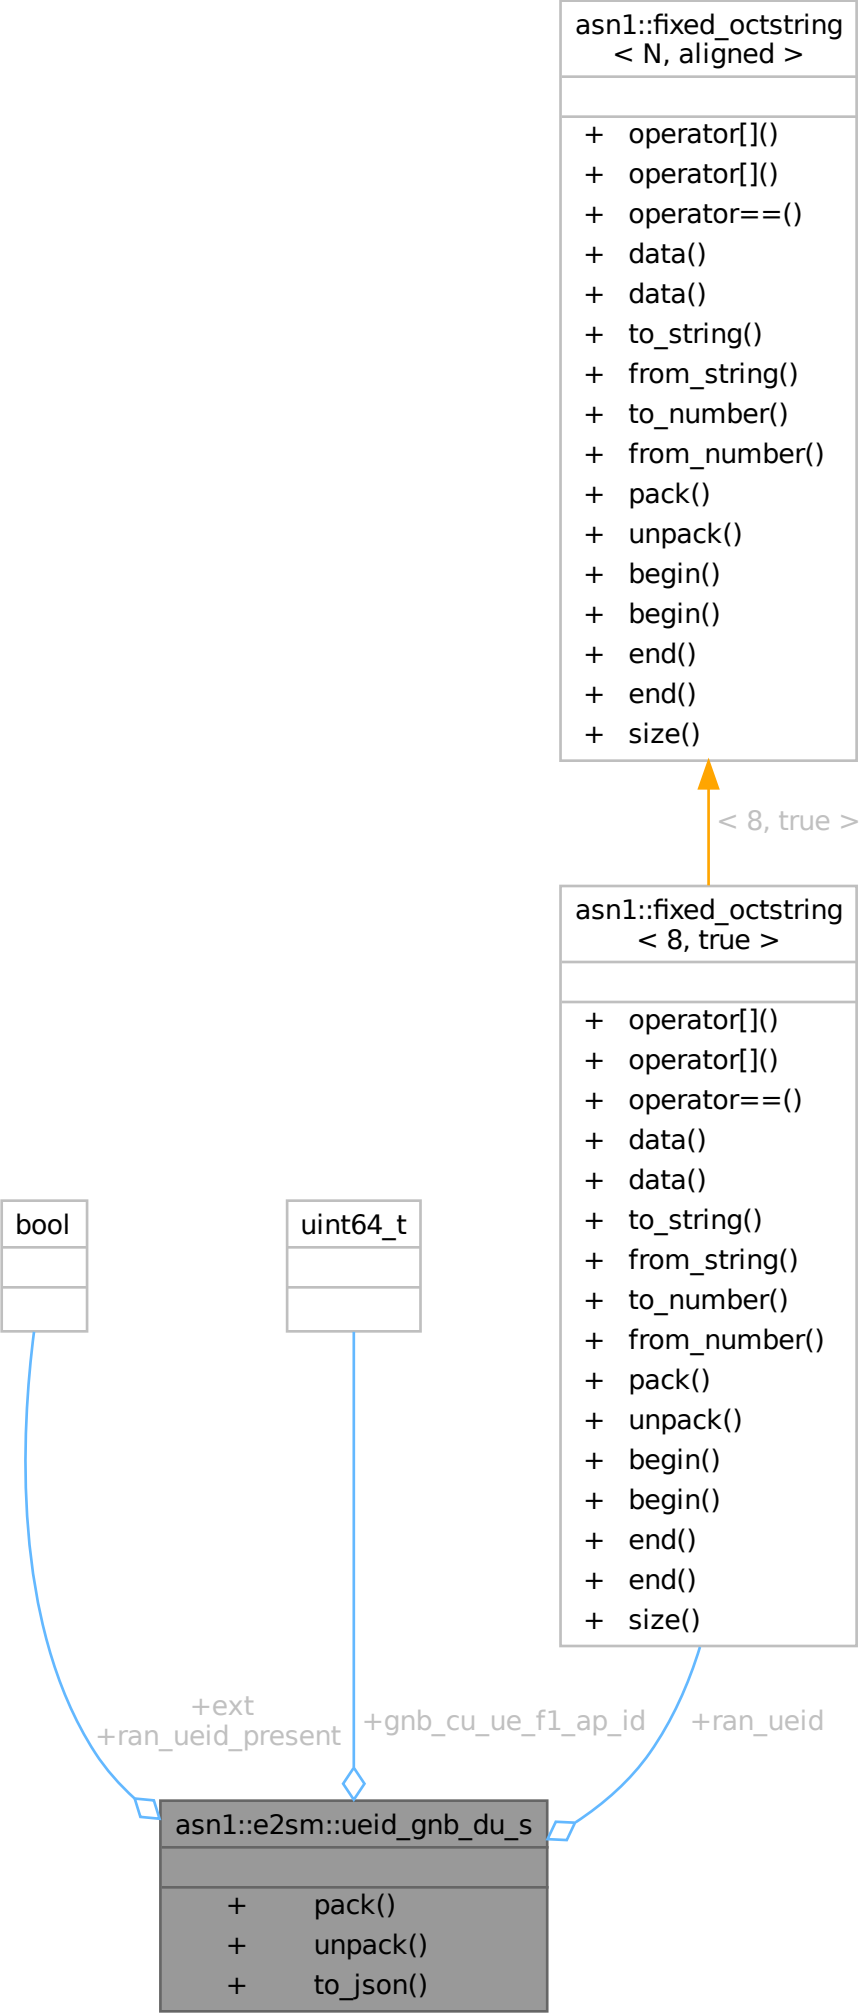 asn1::fixed_octstring
< N, aligned >
+ operator[]()
+ operator[]()
+ operator==()
+ data()
+ data()
+ to_string()
+ from_string()
+ to_number()
+ from_number()
+ pack()
+ unpack()
+ begin()
+ begin()
+ end()
+ end()
+ size()
< 8, true >
asn1::fixed_octstring
< 8, true >
+ operator[]()
+ operator[]()
+ operator==()
+ data()
+ data()
+ to_string()
+ from_string()
+ to_number()
+ from_number()
+ pack()
+ unpack()
+ begin()
+ begin()
+ end()
+ end()
+ size()
bool
uint64_t
+ext
+ran_ueid_present
+gnb_cu_ue_f1_ap_id
+ran_ueid
asn1::e2sm::ueid_gnb_du_s
+ pack()
+ unpack()
+ to_json()